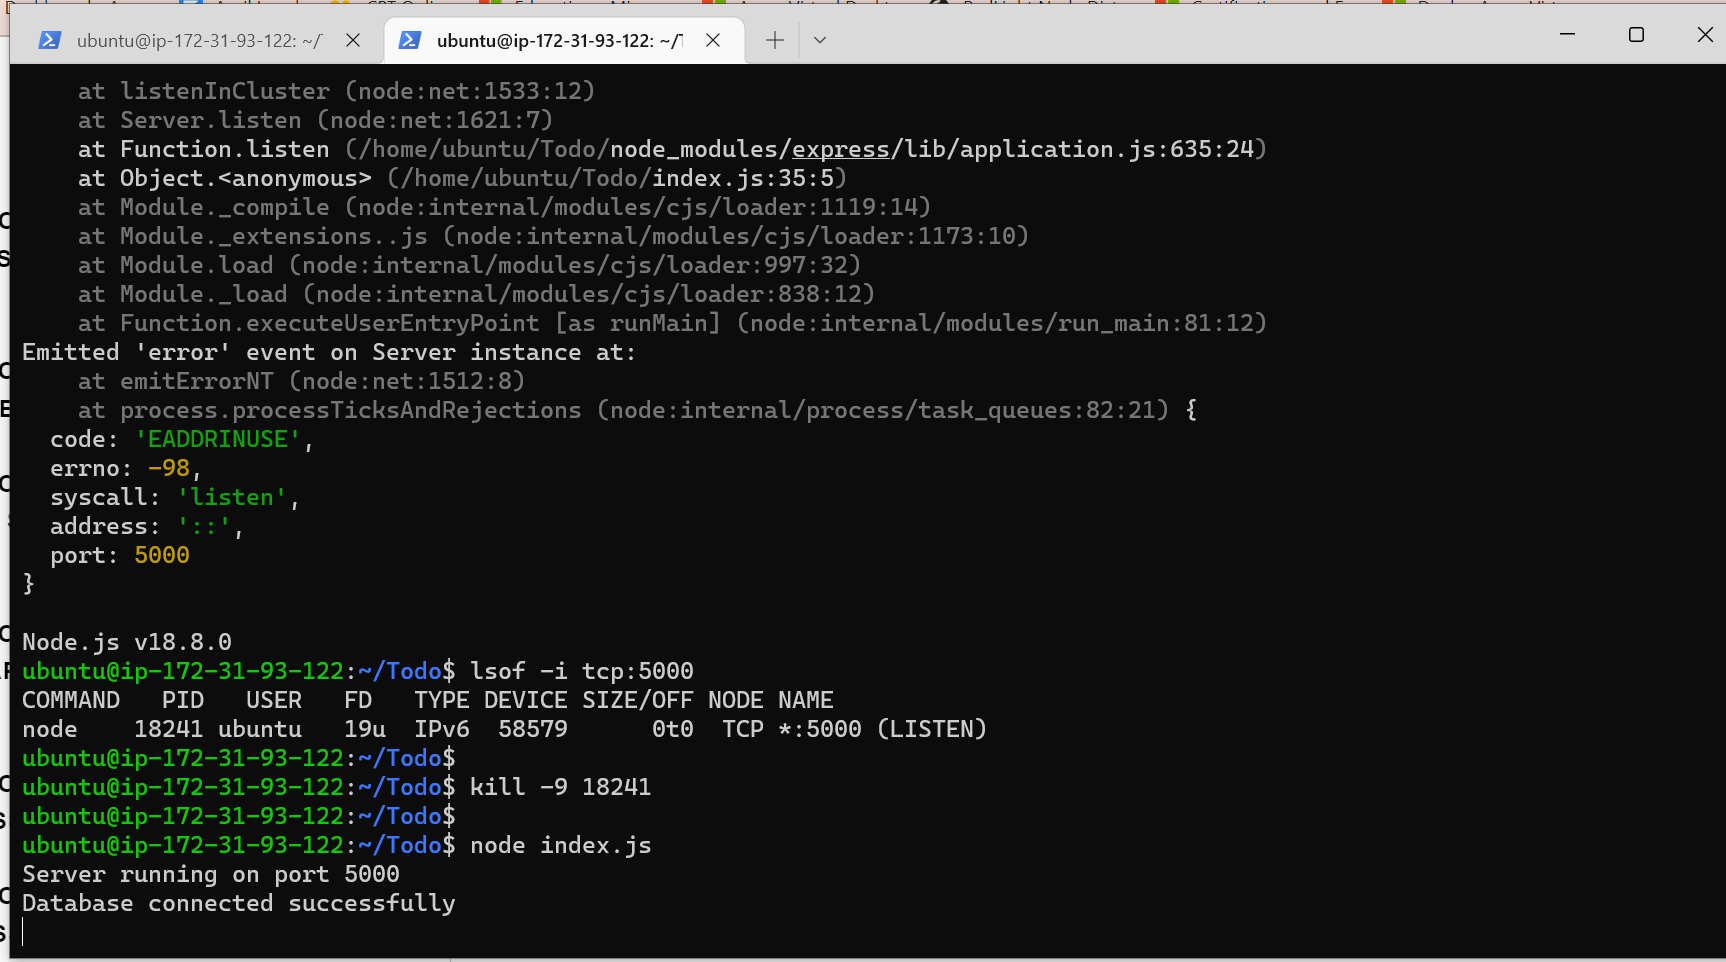 ubuntu@ip-172-31-93-122: ~/
ubuntu@ip-172-31-93-122: ~/T
    at listenInCluster (node:net:1533:12)
    at Server.listen (node:net:1621:7)
    at Function.listen (/home/ubuntu/Todo/node_modules/express/lib/application.js:635:24)
    at Object.<anonymous> (/home/ubuntu/Todo/index.js:35:5)
    at Module._compile (node:internal/modules/cjs/loader:1119:14)
    at Module._extensions..js (node:internal/modules/cjs/loader:1173:10)
    at Module.load (node:internal/modules/cjs/loader:997:32)
    at Module._load (node:internal/modules/cjs/loader:838:12)
    at Function.executeUserEntryPoint [as runMain] (node:internal/modules/run_main:81:12)
Emitted 'error' event on Server instance at:
    at emitErrorNT (node:net:1512:8)
    at process.processTicksAndRejections (node:internal/process/task_queues:82:21) {
  code: 'EADDRINUSE',
  errno: -98,
  syscall: 'listen',
  address: '::',
  port: 5000
}
Node.js v18.8.0
ubuntu@ip-172-31-93-122:~/Todo$ lsof -i tcp:5000
COMMAND   PID   USER   FD   TYPE DEVICE SIZE/OFF NODE NAME
node    18241 ubuntu   19u  IPv6  58579      0t0  TCP *:5000 (LISTEN)
ubuntu@ip-172-31-93-122:~/Todo$
ubuntu@ip-172-31-93-122:~/Todo$ kill -9 18241
ubuntu@ip-172-31-93-122:~/Todo$
ubuntu@ip-172-31-93-122:~/Todo$ node index.js
Server running on port 5000
Database connected successfully